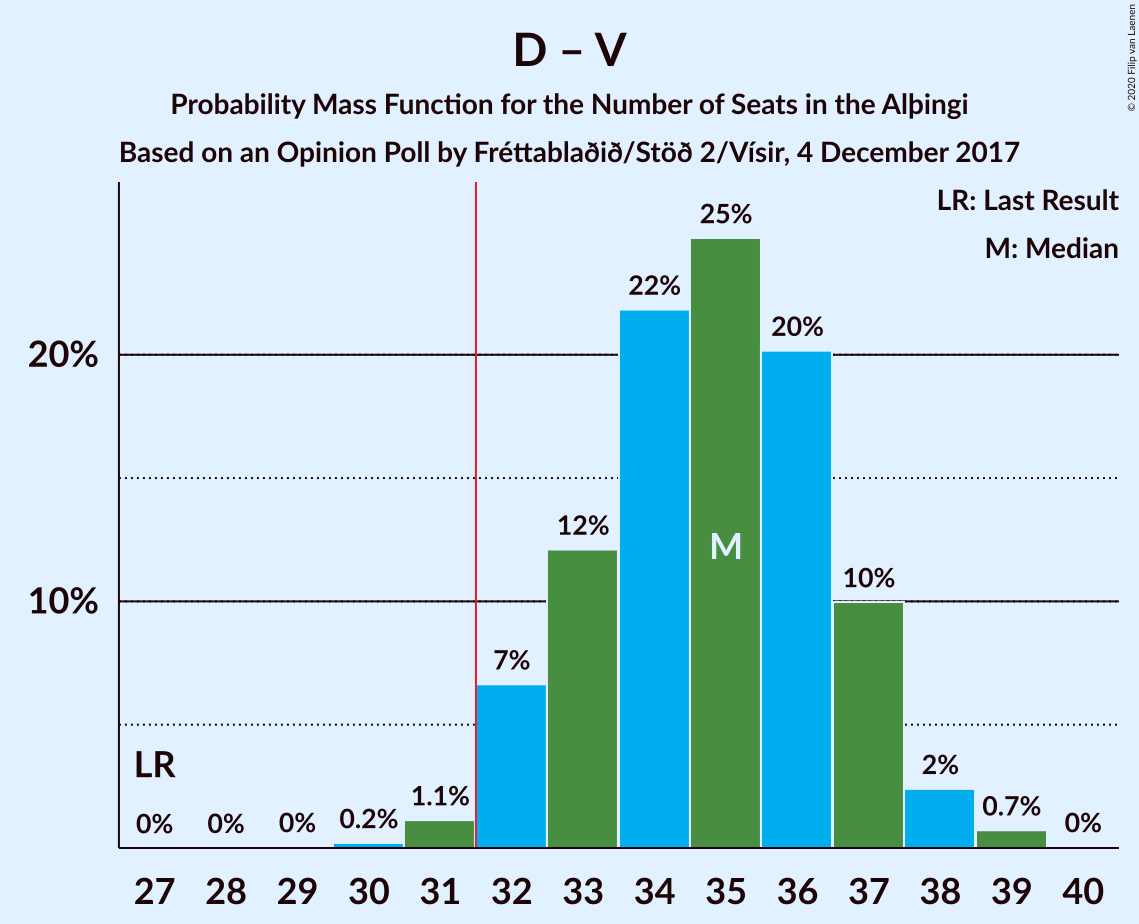 D – V
Probability Mass Function for the Number of Seats in the Alþingi
Based on an Opinion Poll by Fréttablaðið/Stöð 2/Vísir, 4 December 2017
© 2020 Filip van Laenen
LR: Last Result
M: Median
25%
22%
20%
20%
12%
M
10%
10%
7%
LR
2%
1.1%
0.7%
0% 0% 0% 0.2% 0%
27 28 29 30 31 32 33 34 35 36 37 38 39 40